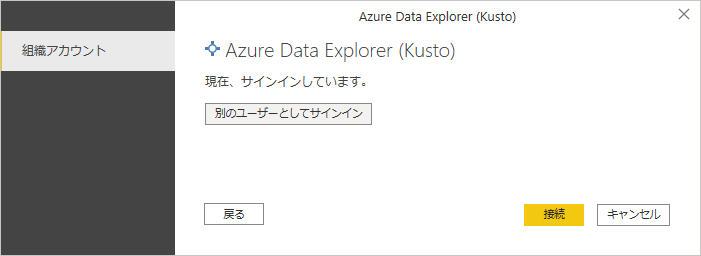 Azure Data Explorer (Kusto)
組織アカウント
Azure Data Explorer (Kusto)
現在、サインインしています。
別のユーザーとしてサインイン
戻る
接続
キャンセル